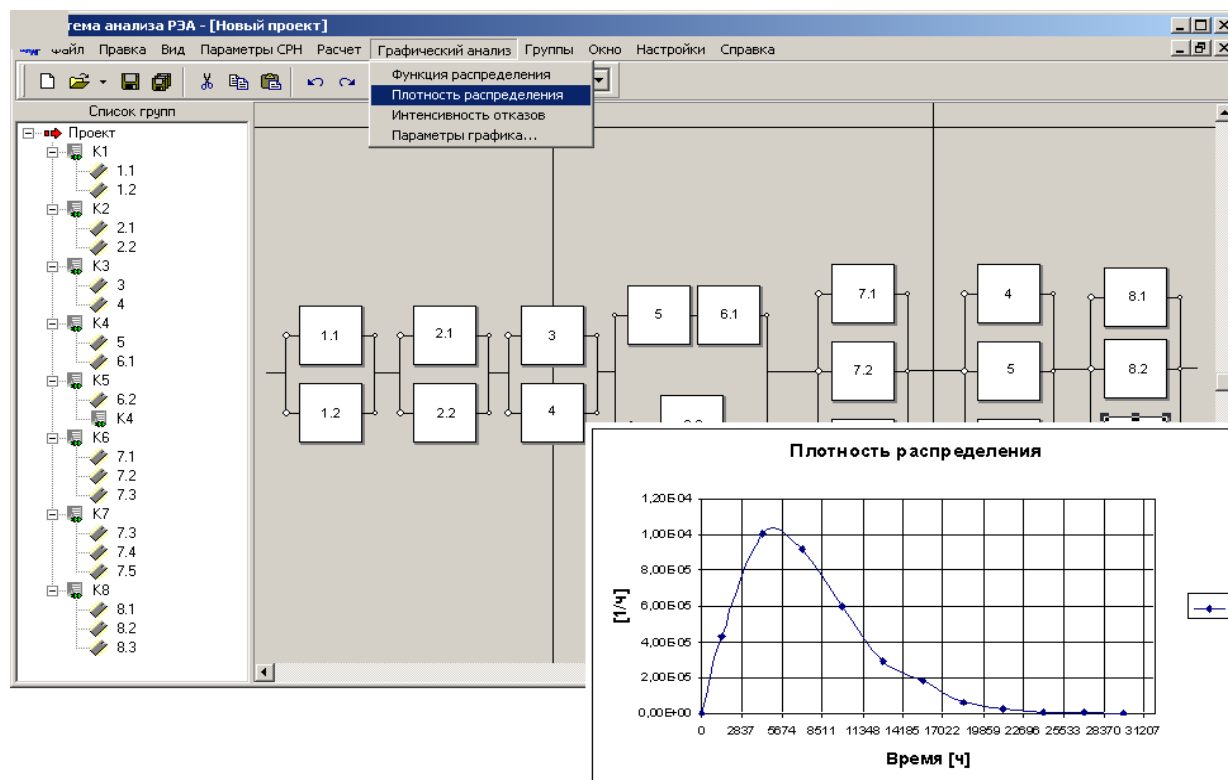 тема анализа РЭА - [Новый проект]
Файл Правка Вид Параметры СРН Расчет Графический анализ Группы Окно Настройки Справка
Функция распределения
Плотность распределения
Интенсивность отказов
Параметры графика...
Список групп
Проект
К1
1.1
1.2
К2
2.1
2.2
К3
3
4
К4
5
6.1
К5
6.2
К4
К6
7.1
7.2
7.3
К7
7.3
7.4
7.5
К8
8.1
8.2
8.3
1.1 2.1 3 5 6.1 7.1 4 8.1
1.2 2.2 4 7.2 5 8.2
Плотность распределения
1,20E-04
1,00E-04
8,00E-05
6,00E-05
4,00E-05
2,00E-05
0,00E+00
[1/ч]
0 2837 5674 8511 11348 14185 17022 19859 22696 25533 28370 31207
Время [ч]